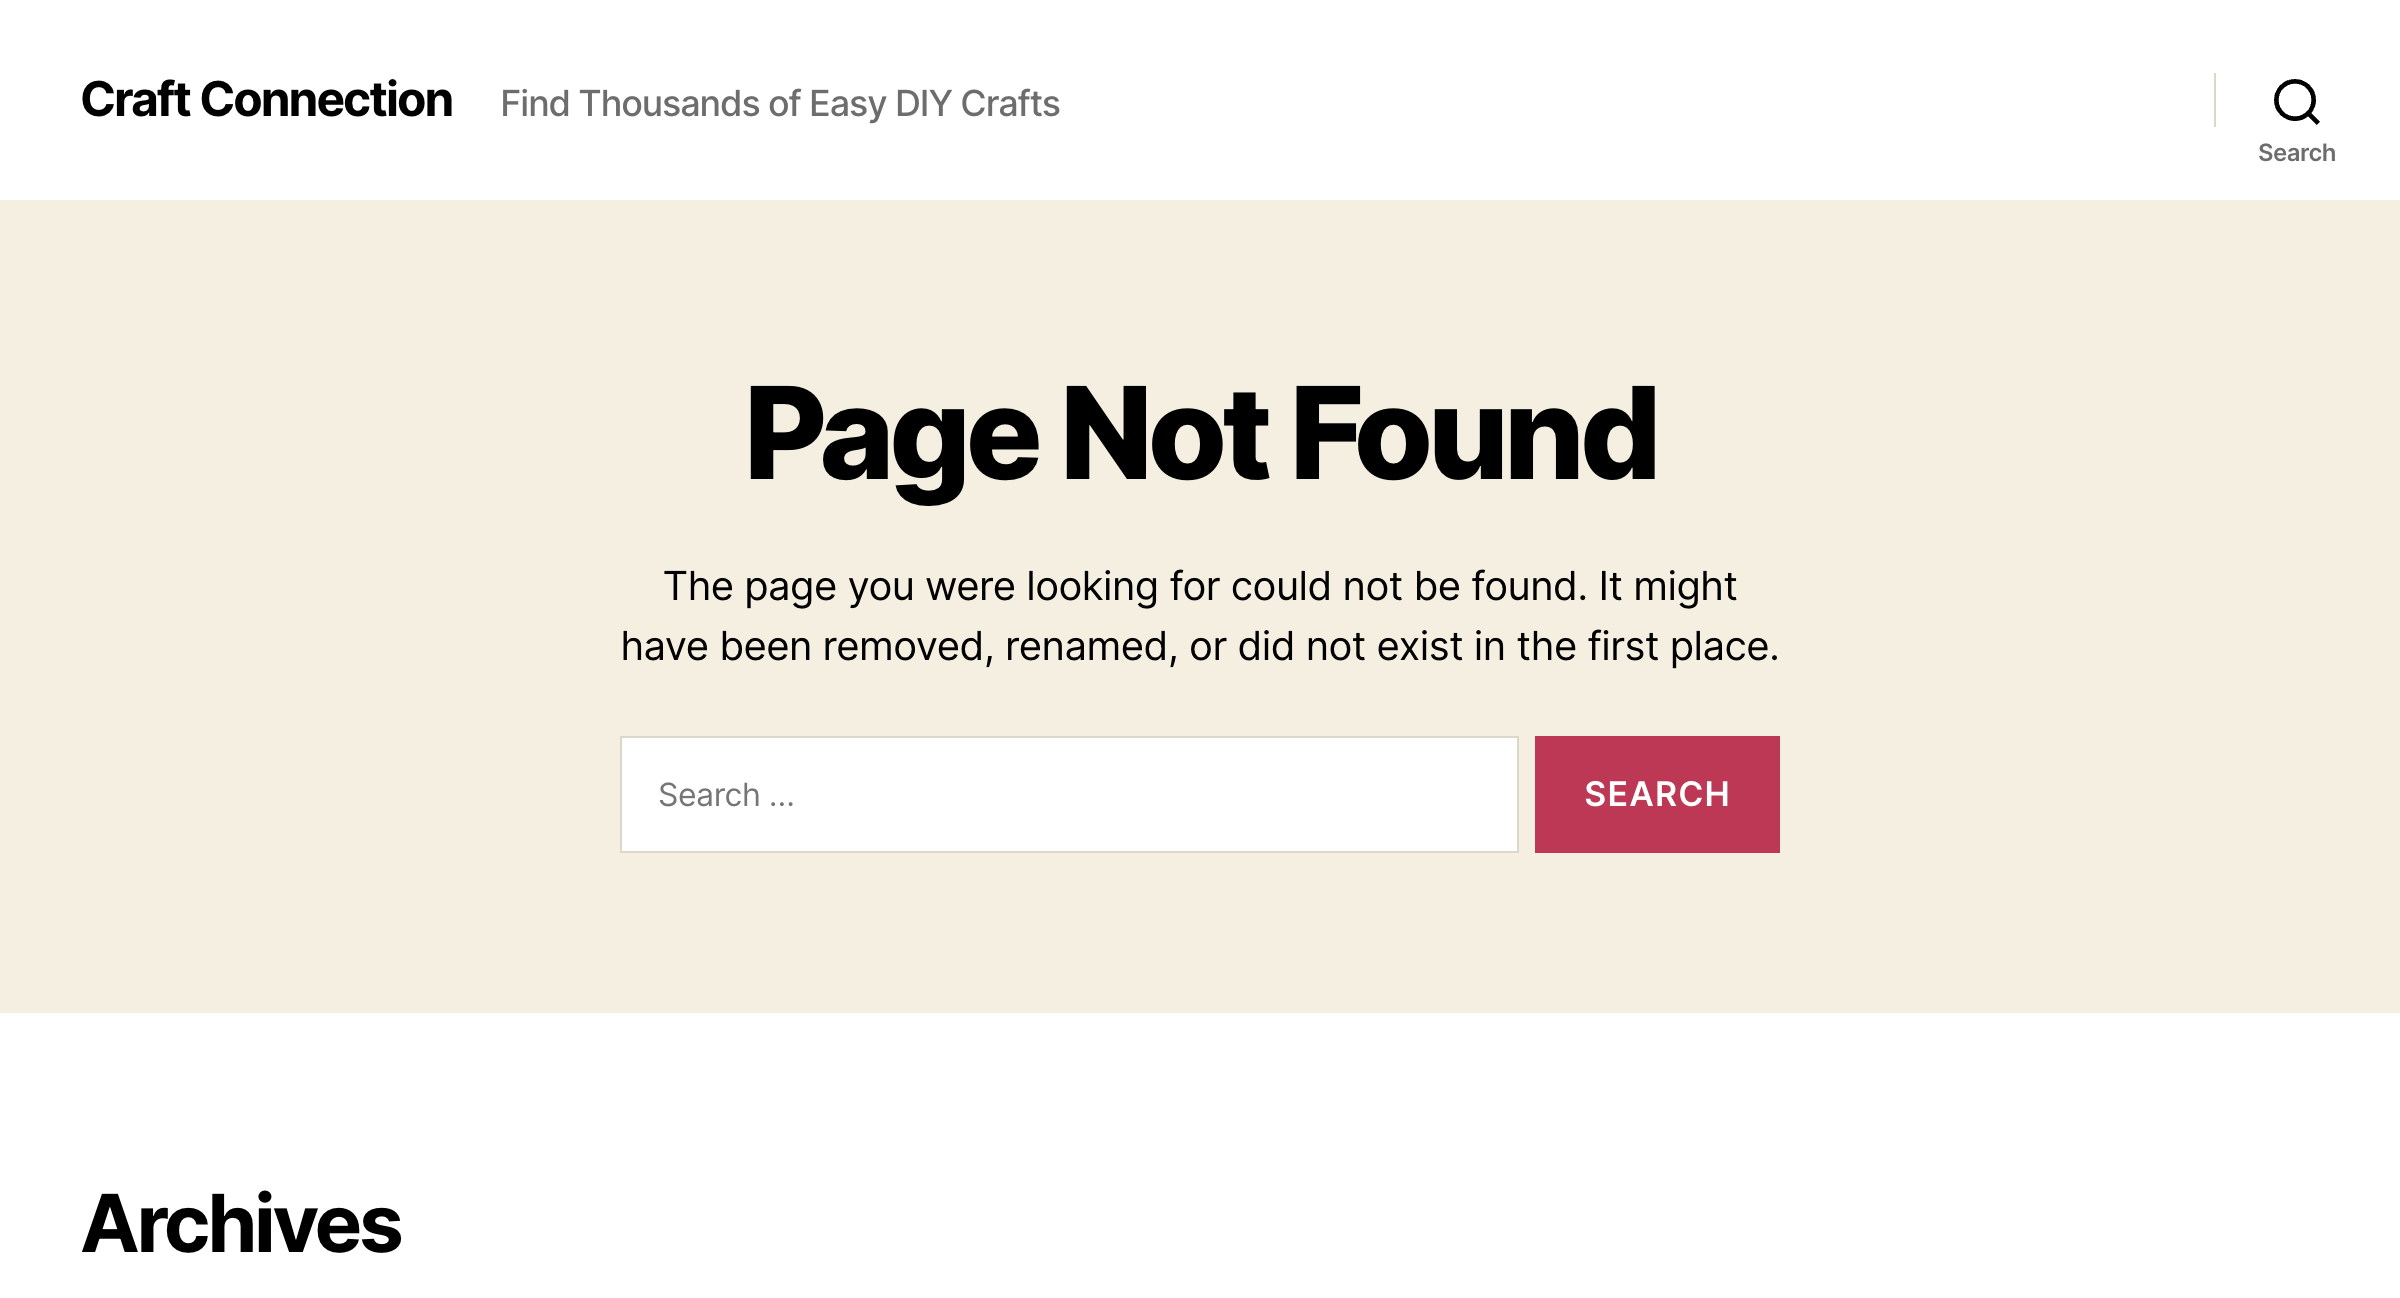 Craft Connection Find Thousands of Easy DIY Crafts
Search
Page Not Found
The page you were looking for could not be found. It might
have been removed, renamed, or did not exist in the first place.
Search …
SEARCH
Archives